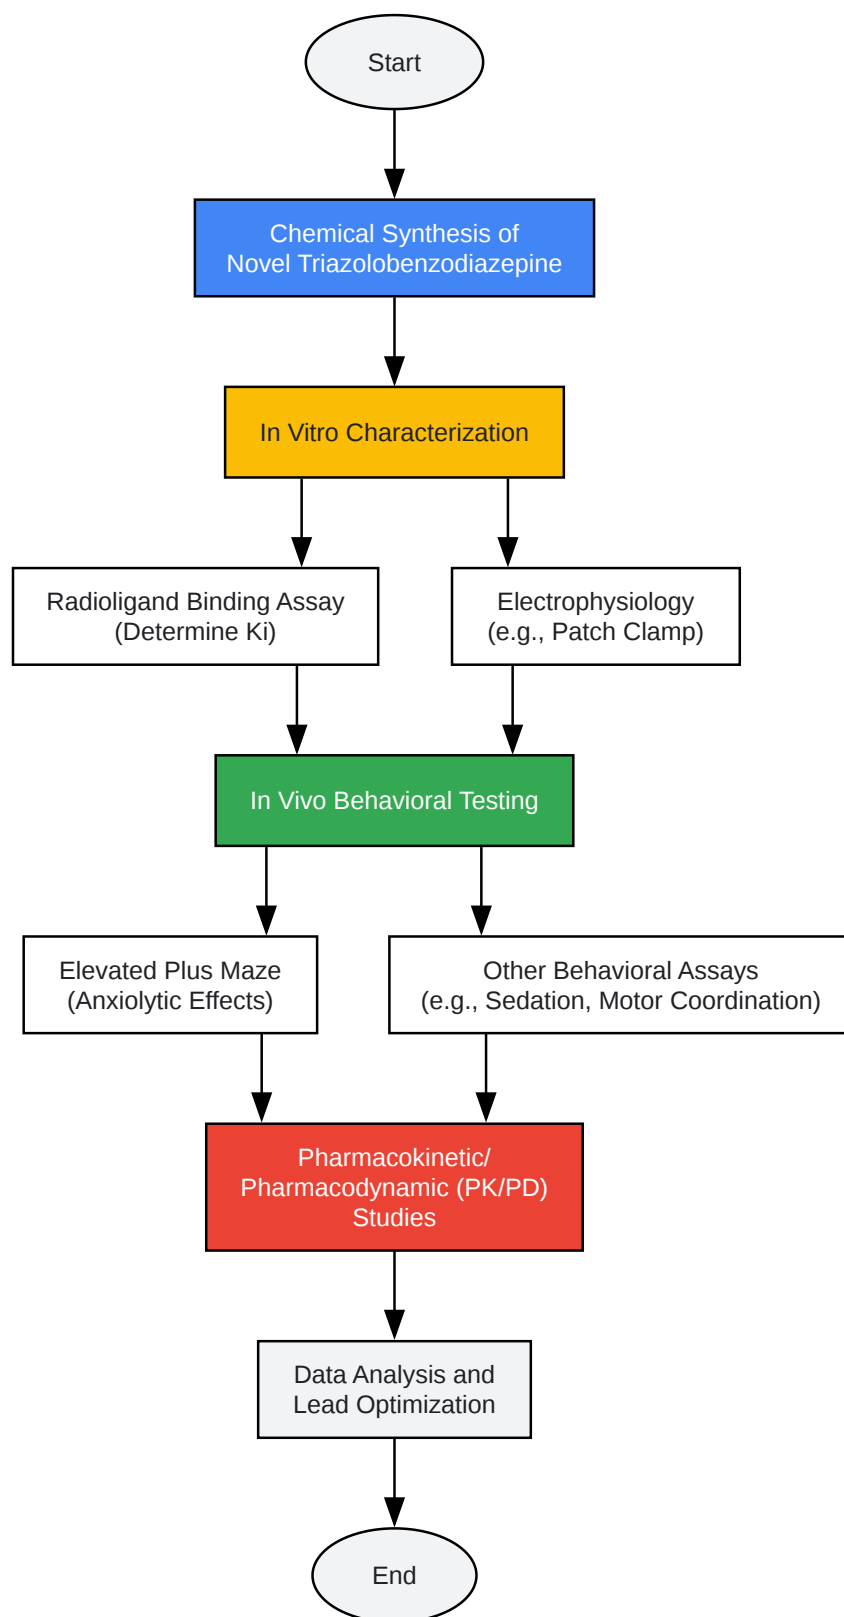 Start
Chemical Synthesis of
Novel Triazolobenzodiazepine
In Vitro Characterization
Radioligand Binding Assay
(Determine Ki)
Electrophysiology
(e.g., Patch Clamp)
In Vivo Behavioral Testing
Elevated Plus Maze
(Anxiolytic Effects)
Other Behavioral Assays
(e.g., Sedation, Motor Coordination)
Pharmacokinetic/
Pharmacodynamic (PK/PD)
Studies
Data Analysis and
Lead Optimization
End